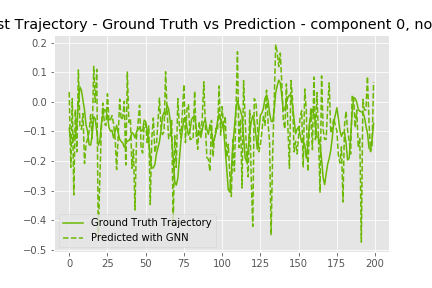 st Trajectory - Ground Truth vs Prediction - component 0, no
0.2
0.1
0.0
−0.1
−0.2
−0.3
−0.4
−0.5
0 25 50 75 100 125 150 175 200
Ground Truth Trajectory
Predicted with GNN